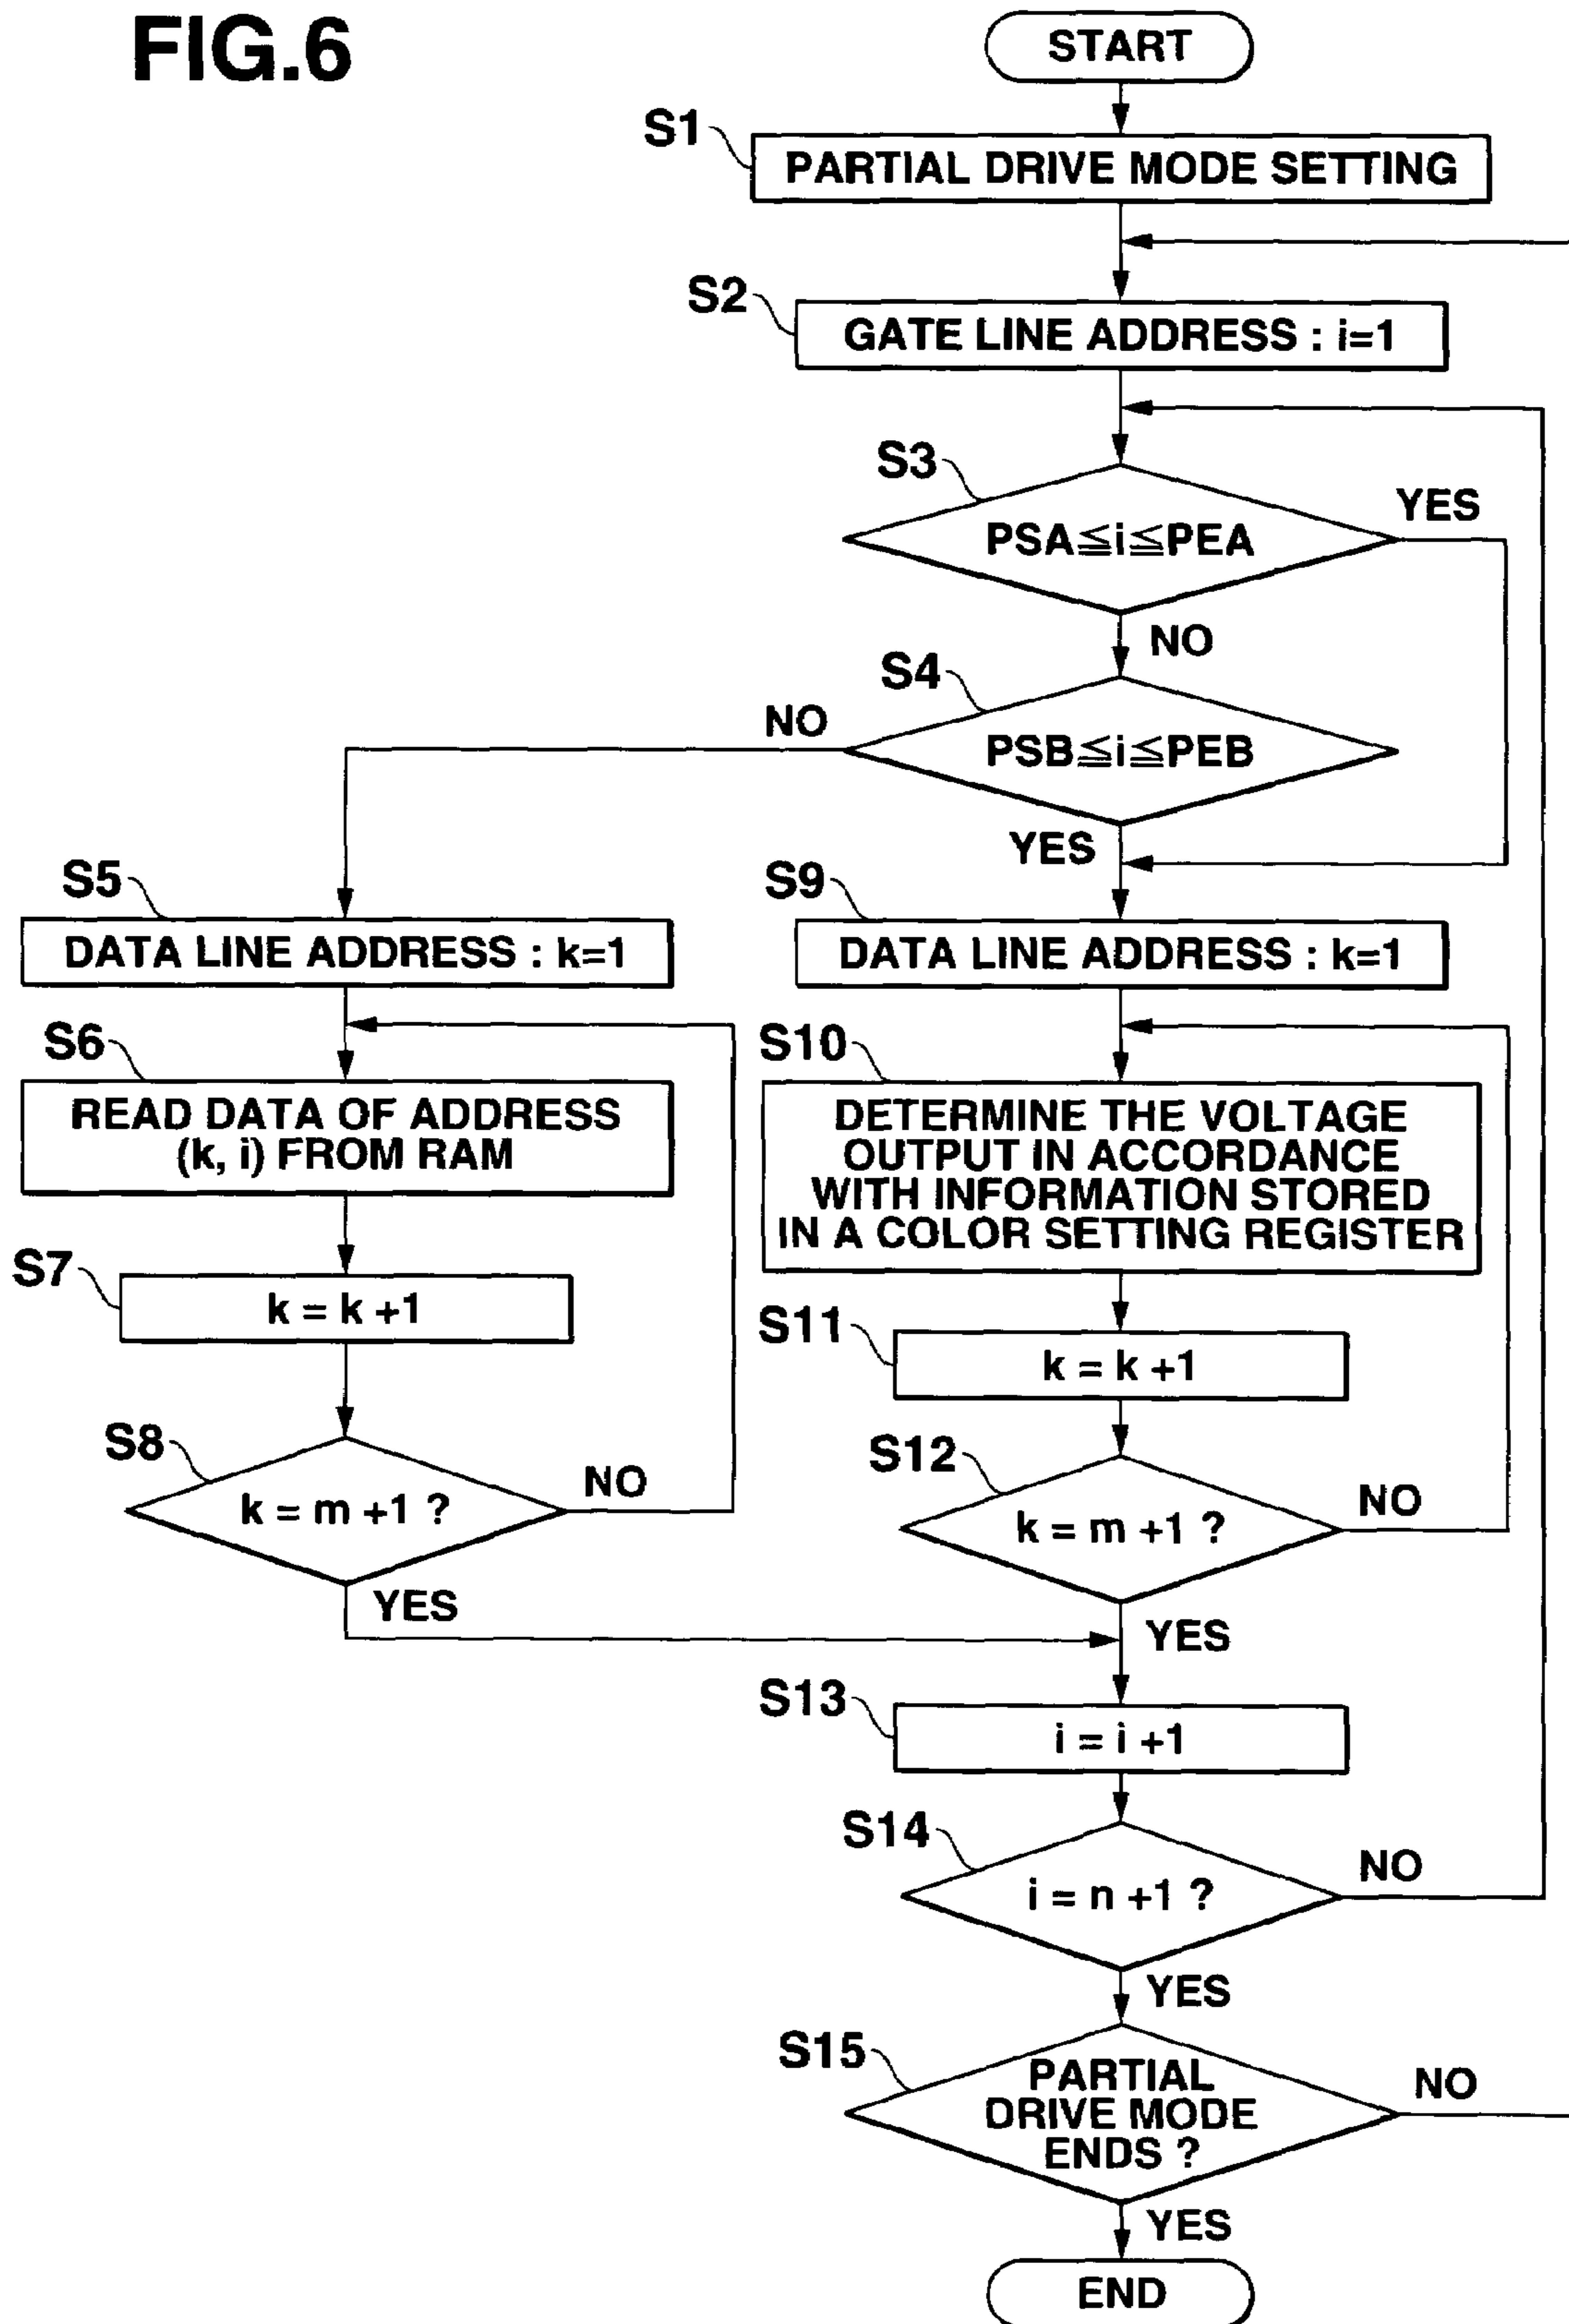 FIG.6
START
S1
PARTIAL DRIVE MODE SETTING
S2
GATE LINE ADDRESS : i=1
S3
PSA≦i≦PEA
YES
NO
S4
PSB≦i≦PEB
NO
YES
S5
DATA LINE ADDRESS : k=1
S9
DATA LINE ADDRESS : k=1
S6
READ DATA OF ADDRESS
(k, i) FROM RAM
S10
DETERMINE THE VOLTAGE
OUTPUT IN ACCORDANCE
WITH INFORMATION STORED
IN A COLOR SETTING REGISTER
S7
k = k +1
S11
k = k +1
S8
k = m +1 ?
NO
YES
S12
k = m +1 ?
NO
YES
S13
i = i +1
S14
i = n +1 ?
NO
YES
S15
PARTIAL
DRIVE MODE
ENDS ?
NO
YES
END